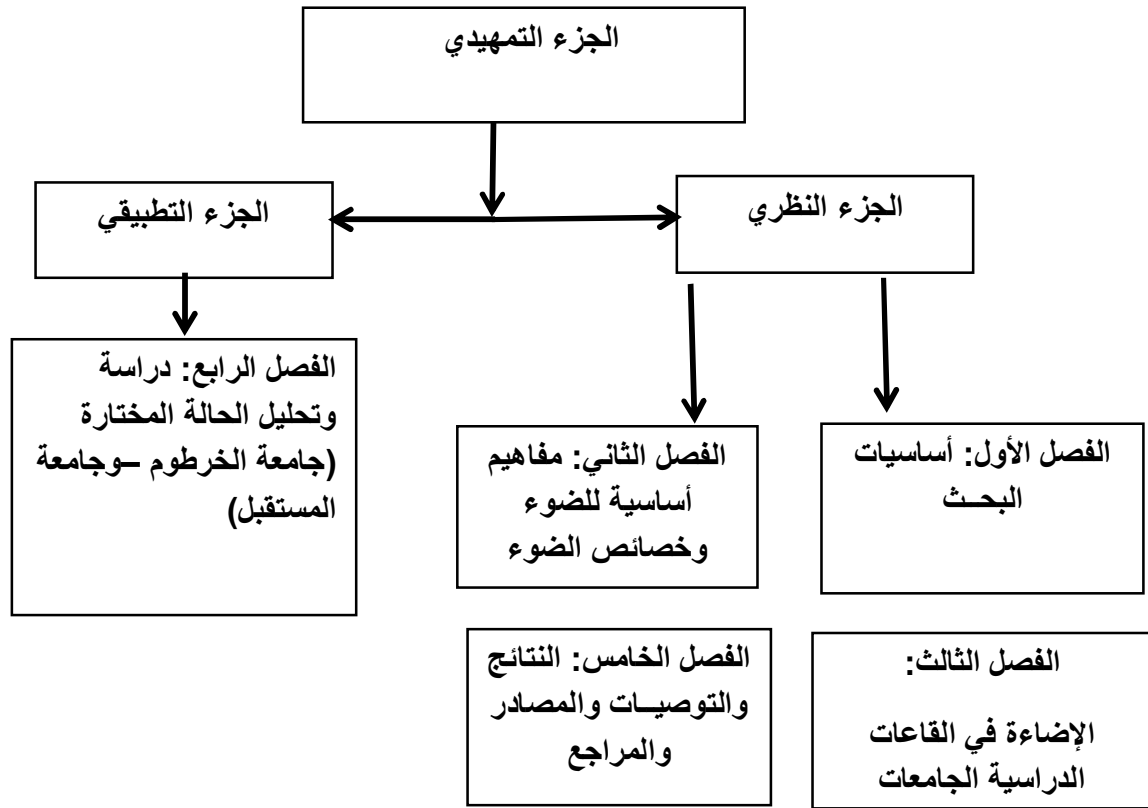 الجزء التمهيدي
الجزء النظري
الجزء التطبيقي
الفصل الأول: أساسيات
البحــث
الفصل الثاني: مفاهيم
أساسية للضوء
وخصائص الضوء
الفصل الرابع: دراسة
وتحليل الحالة المختارة
(جامعة الخرطوم –وجامعة
المستقبل)
الفصل الثالث:
الإضاءة في القاعات
الدراسية الجامعات
الفصل الخامس: النتائج
والتوصيــات والمصادر
والمراجع